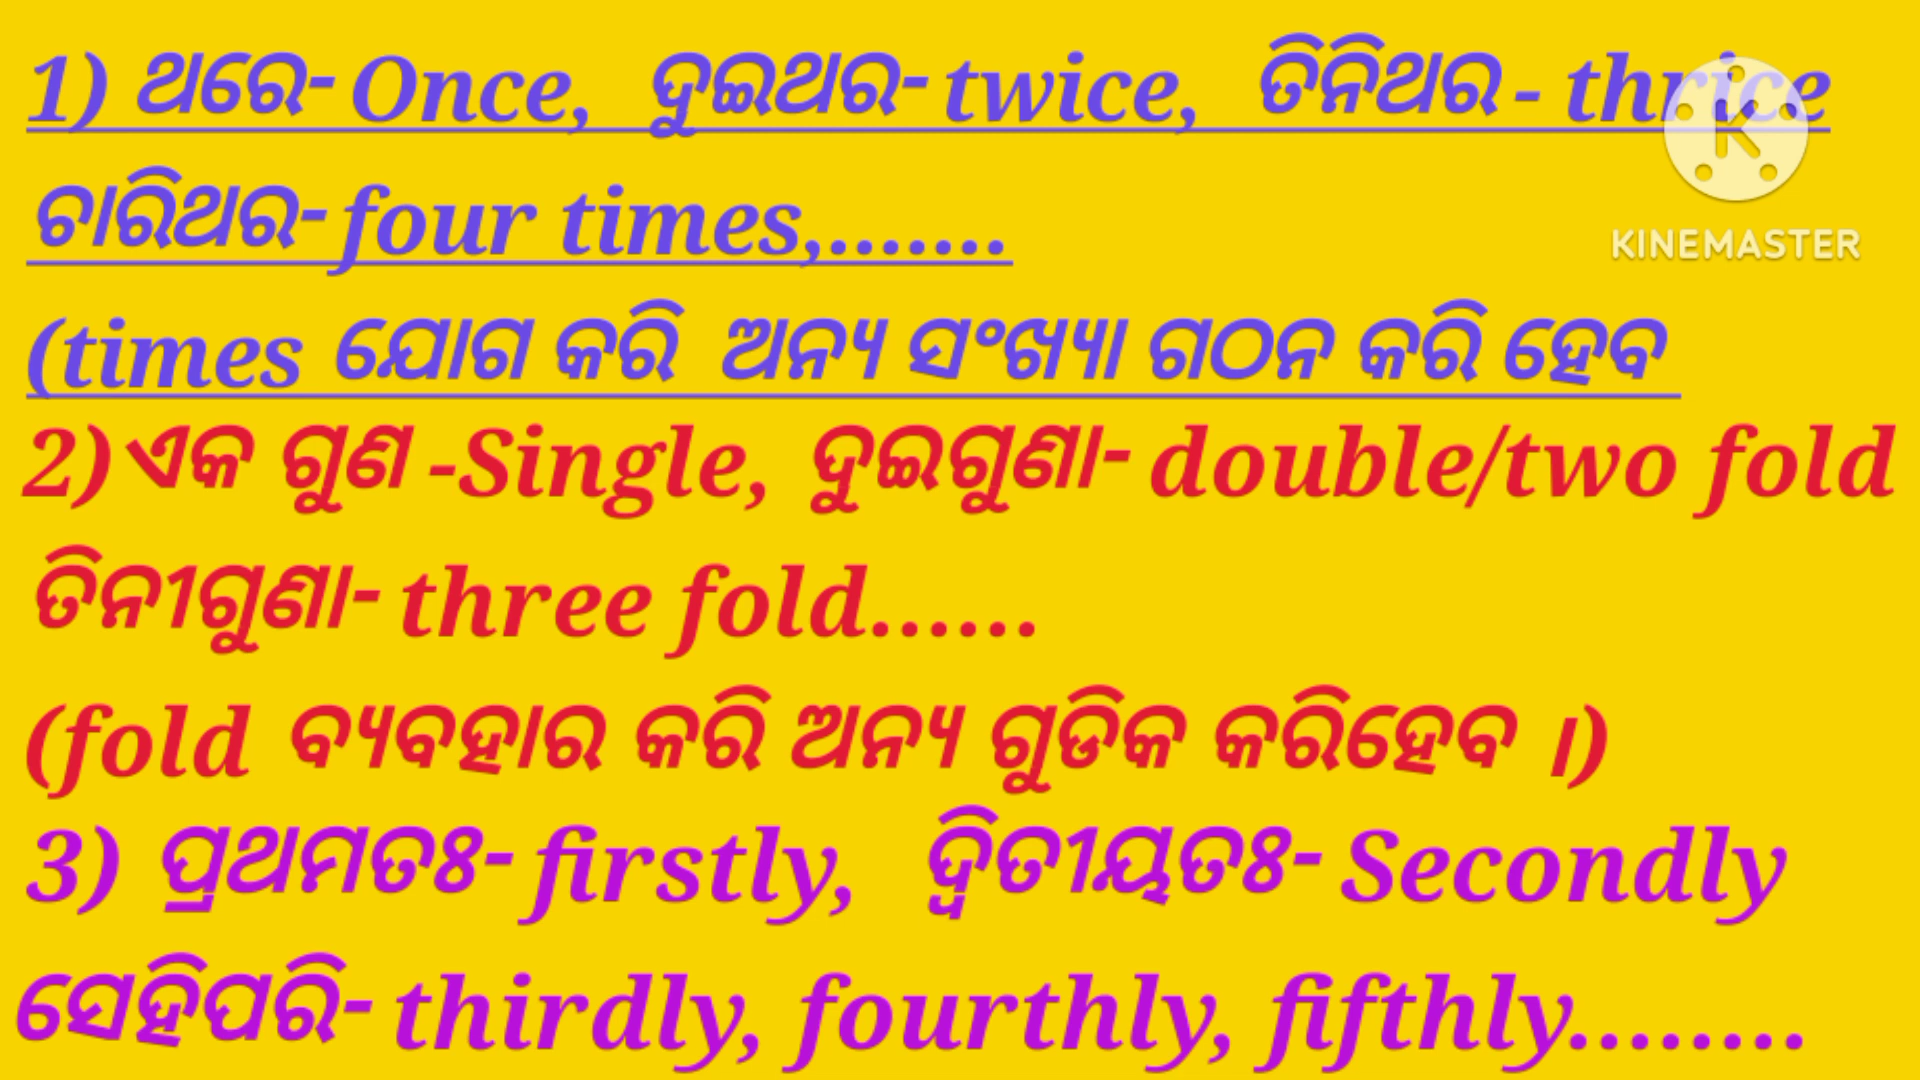 1) ଥରେ- Once, ଦୁଇଥର- twice, ତିନିଥର - thrice
ଚାରିଥର- four times,.......
(times ଯୋଗ କରି ଅନ୍ୟ ସଂଖ୍ୟା ଗଠନ କରି ହେବ
2)ଏକ ଗୁଣ -Single, ଦୁଇଗୁଣା- double/two fold
ତିନୀଗୁଣା- three fold......
(fold ବ୍ୟବହାର କରି ଅନ୍ୟ ଗୁଡିକ କରିହେବ ।)
3) ପ୍ରଥମତଃ- firstly, ଦ୍ଵିତୀୟତଃ- Secondly
ସେହିପରି- thirdly, fourthly, fifthly........
K
KINEMASTER